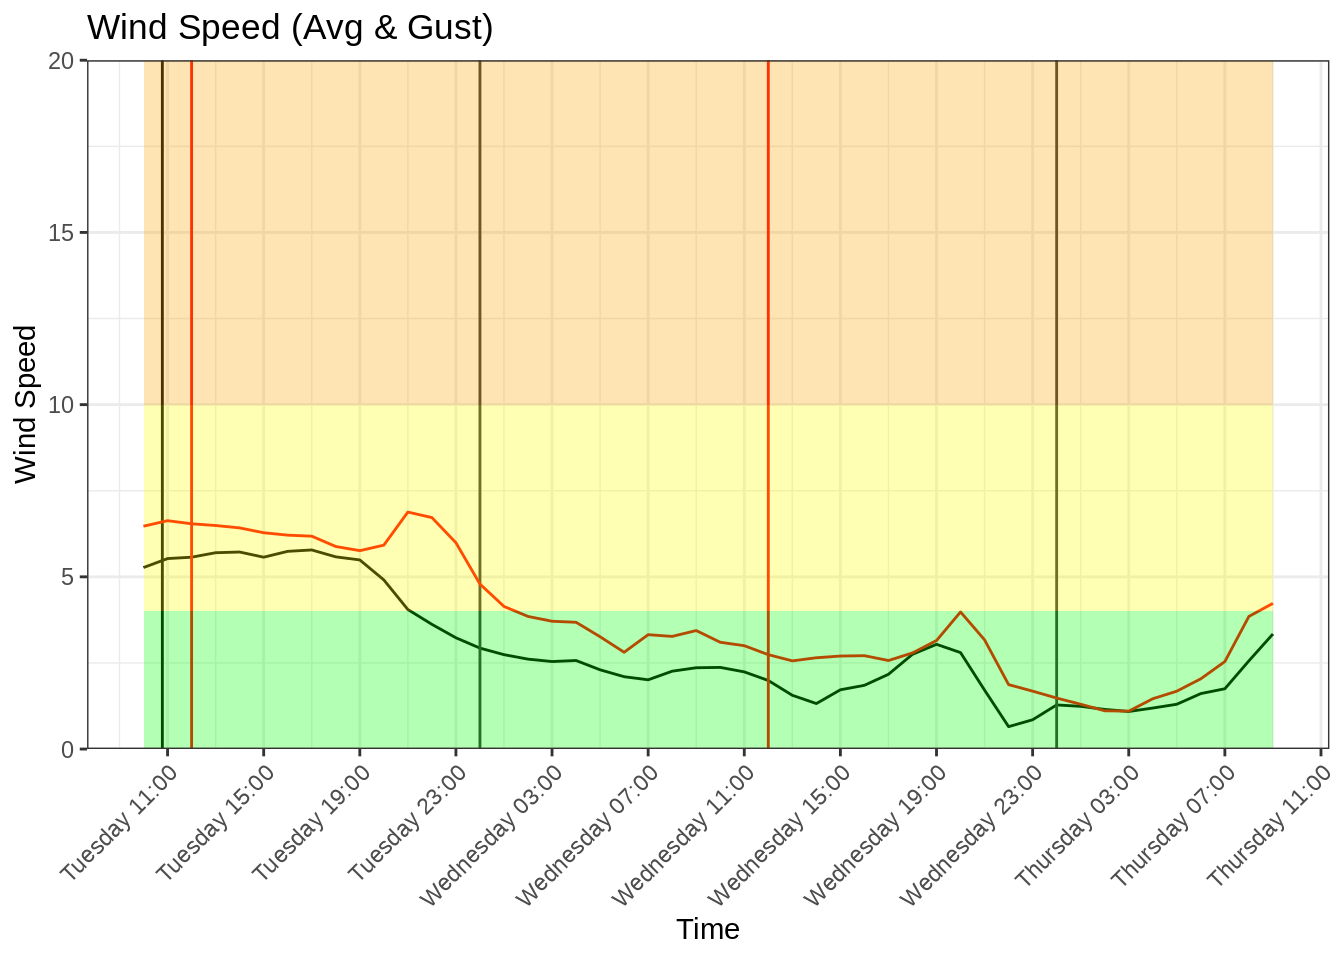 Wind Speed (Avg & Gust)
20
15
10
5
0
Wind Speed
Tuesday 11:00
Tuesday 15:00
Tuesday 19:00
Tuesday 23:00
Wednesday 03:00
Wednesday 07:00
Wednesday 11:00
Wednesday 15:00
Wednesday 19:00
Wednesday 23:00
Thursday 03:00
Thursday 07:00
Thursday 11:00
Time